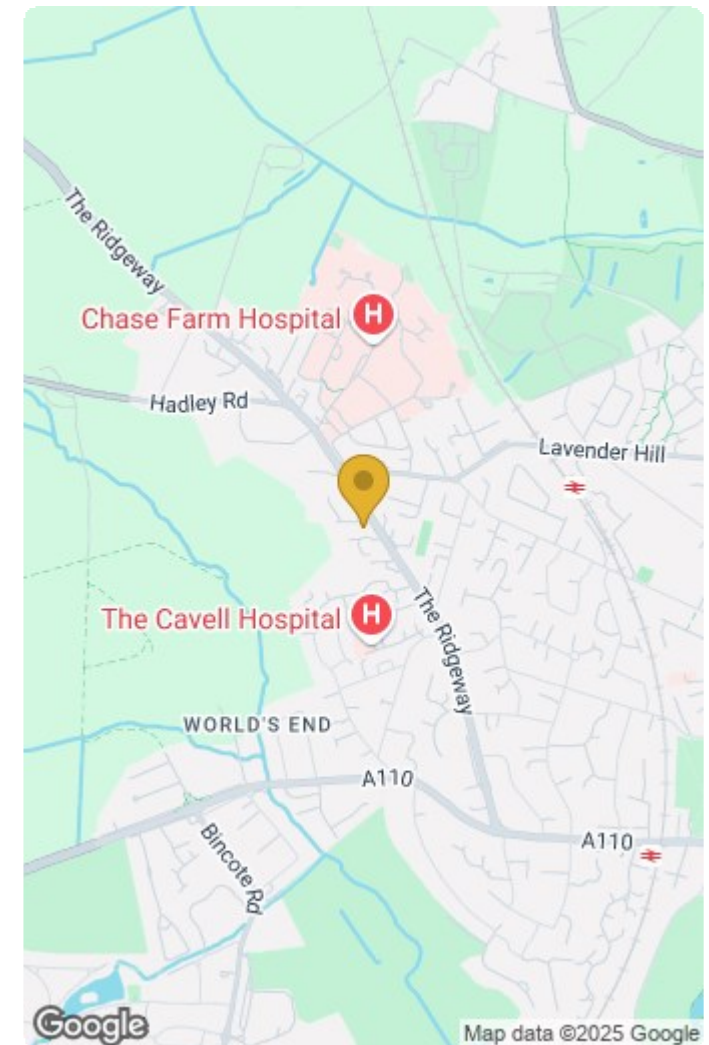 The Ridgeway
Chase Farm Hospital
H
Hadley Rd
Lavender Hill
The Cavell Hospital
H
The Ridgeway
WORLD'S END
A110
A110
Bincote Rd
Google
Map data ©2025 Google